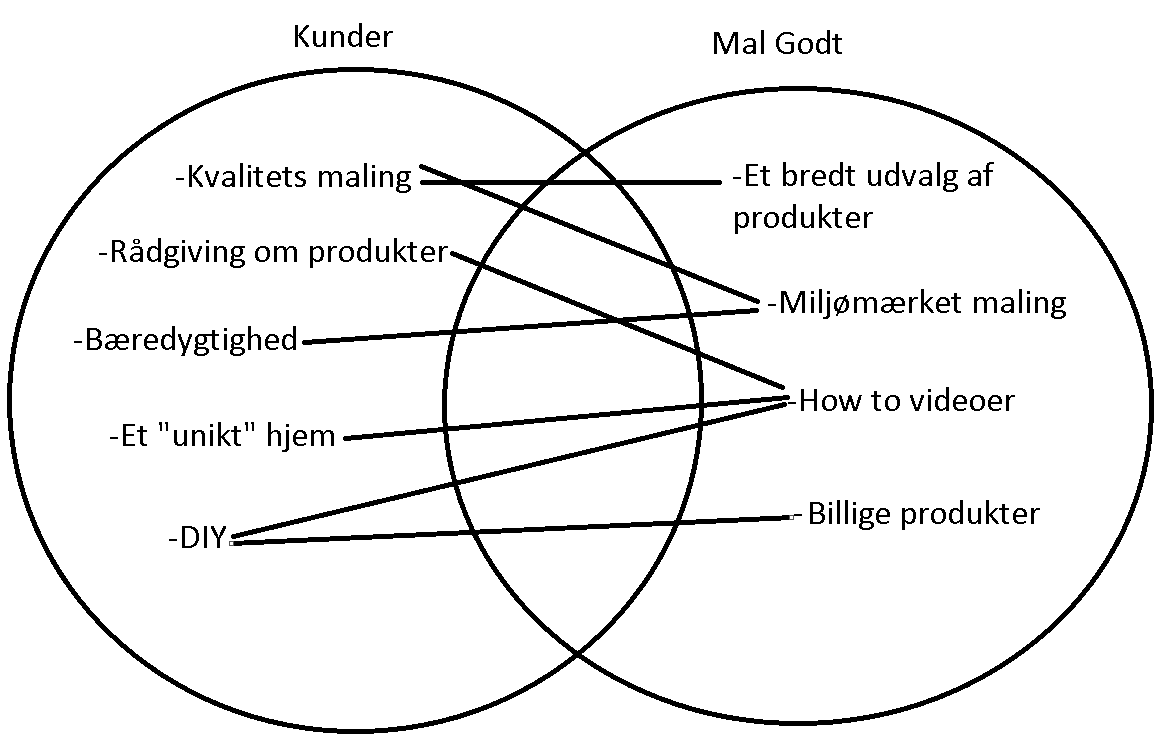 Kunder
Mal Godt
-Kvalitets maling
-Rådgiving om produkter
-Bæredygtighed
-Et "unikt" hjem
-DIY
-Et bredt udvalg af
produkter
-Miljømærket maling
-How to videoer
-Billige produkter